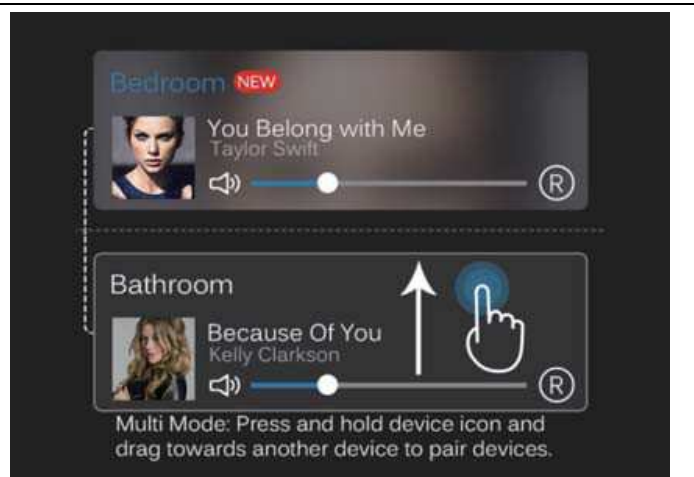 Bedroom NEW
You Belong with Me
Taylor Swift
R
Bathroom
Because Of You
Kelly Clarkson
R
Multi Mode: Press and hold device icon and
drag towards another device to pair devices.